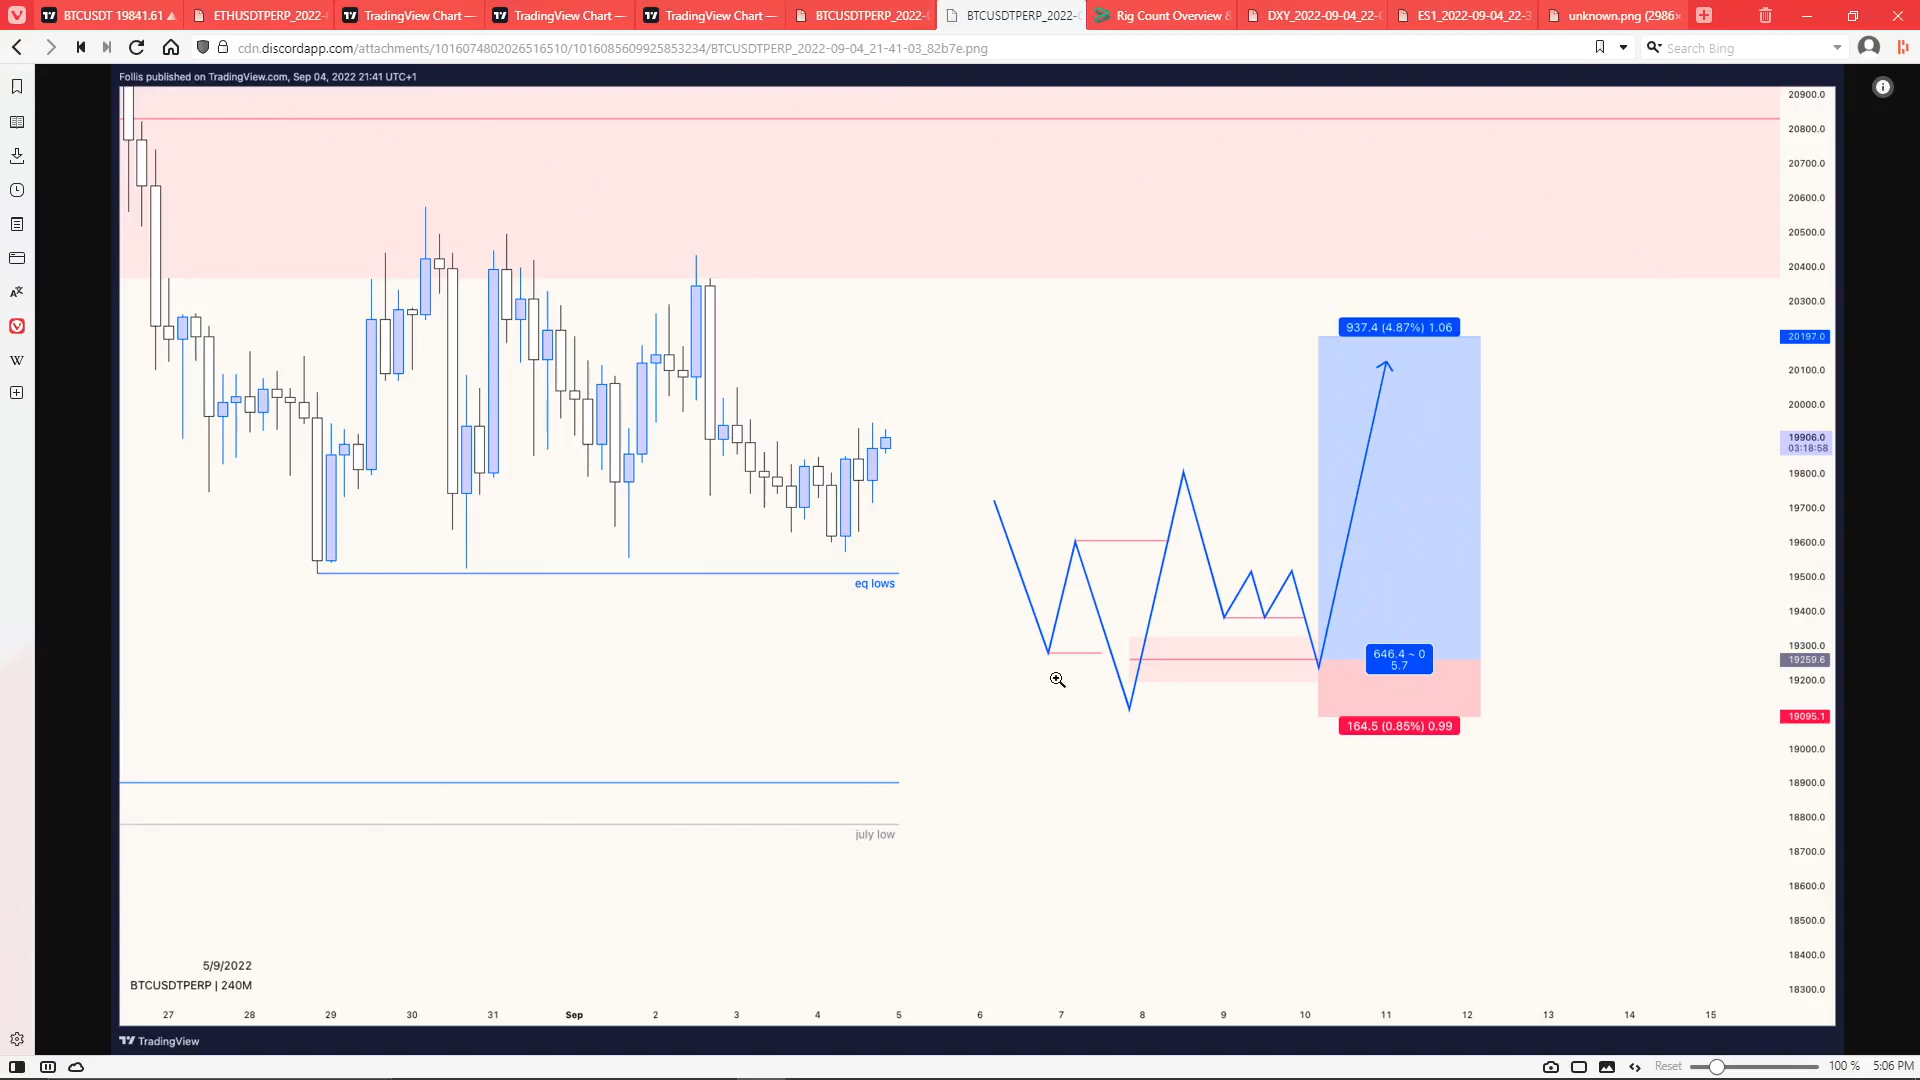 BTCUSDT 19841.61
ETHUSDTPERP_2022-
TradingView Chart —
TradingView Chart —
TradingView Chart —
BTCUSDTPERP_2022-
BTCUSDTPERP_2022-
Rig Count Overview &
DXY_2022-09-04_22-
ES1_2022-09-04_22-3
unknown.png (2986×
cdn.discordapp.com/attachments/1016074802026516510/1016085609925853234/BTCUSDTPERP_2022-09-04_21-41-03_82b7e.png
Search Bing
Follis published on TradingView.com, Sep 04, 2022 21:41 UTC+1
20900.0
20800.0
20700.0
20600.0
20500.0
20400.0
20300.0
20197.0
20100.0
20000.0
19906.0
03:18:58
19800.0
19700.0
19600.0
19500.0
19400.0
19300.0
19259.6
19200.0
19095.1
19000.0
18900.0
18800.0
18700.0
18600.0
18500.0
18400.0
18300.0
937.4 (4.87%) 1.06
646.4 ~ 0
5.7
164.5 (0.85%) 0.99
eq lows
july low
5/9/2022
BTCUSDTPERP | 240M
27 28 29 30 31 Sep 2 3 4 5 6 7 8 9 10 11 12 13 14 15
TradingView
Reset
100 %
5:06 PM